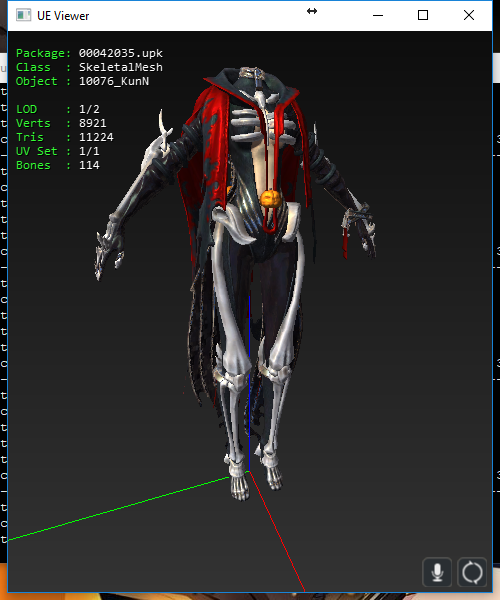 UE Viewer
Package: 00042035.upk
Class : SkeletalMesh
Object : 10076_KunN
LOD : 1/2
Verts : 8921
Tris : 11224
UV Set : 1/1
Bones : 114